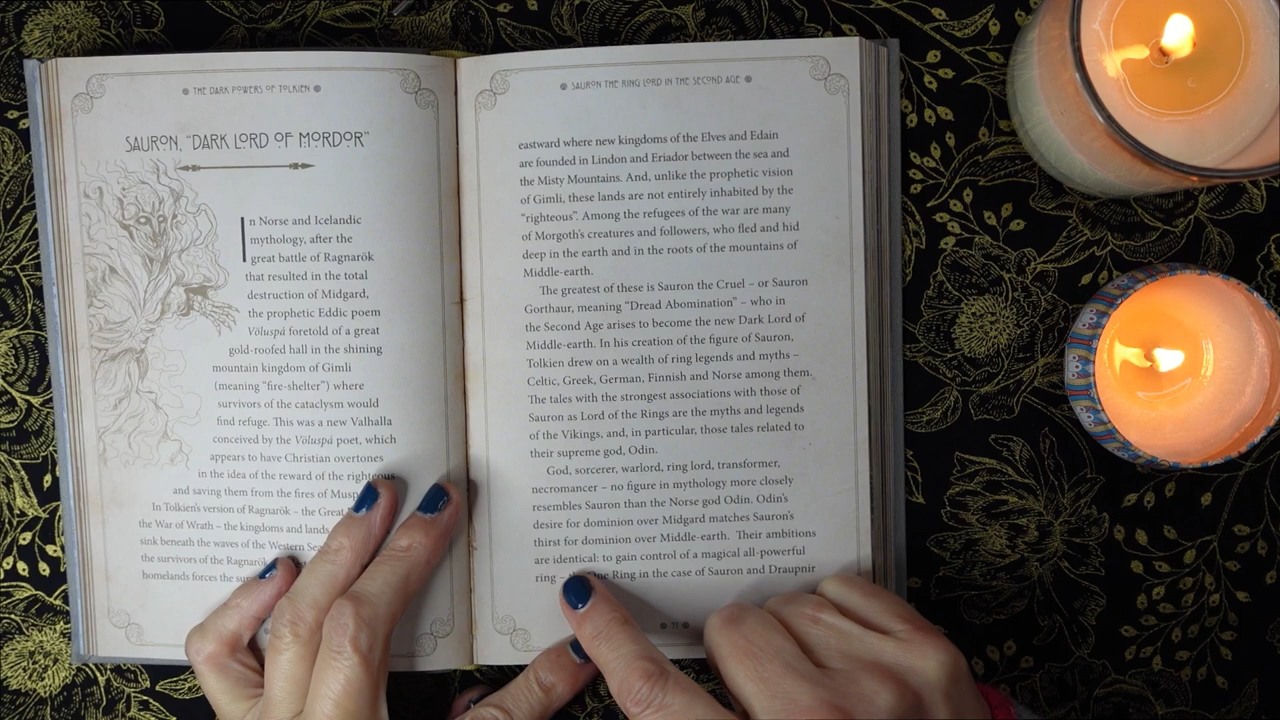 THE DARK POWERS OF TOLKIEN
SAURON, "DARK LORD OF MORDOR"
In Norse and Icelandic
mythology, after the
great battle of Ragnarök
that resulted in the total
destruction of Midgard,
the prophetic Eddic poem
Völuspá foretold of a great
gold-roofed hall in the shining
mountain kingdom of Gimli
(meaning "fire-shelter") where
survivors of the cataclysm would
find refuge. This was a new Valhalla
conceived by the Völuspá poet, which
appears to have Christian overtones
in the idea of the reward of the righteous
and saving them from the fires of
In Tolkien's version of Ragnarök – the Great
the War of Wrath – the kingdoms and lands
sink beneath the waves of the Western
the survivors of the Ragnarök
homelands forces the
SAURON THE RING LORD IN THE SECOND AGE
eastward where new kingdoms of the Elves and Edain
are founded in Lindon and Eriador between the sea and
the Misty Mountains. And, unlike the prophetic vision
of Gimli, these lands are not entirely inhabited by the
"righteous". Among the refugees of the war are many
of Morgoth's creatures and followers, who fled and hid
deep in the earth and in the roots of the mountains of
Middle-earth.
The greatest of these is Sauron the Cruel – or Sauron
Gorthaur, meaning "Dread Abomination" – who in
the Second Age arises to become the new Dark Lord of
Middle-earth. In his creation of the figure of Sauron,
Tolkien drew on a wealth of ring legends and myths –
Celtic, Greek, German, Finnish and Norse among them.
The tales with the strongest associations with those of
Sauron as Lord of the Rings are the myths and legends
of the Vikings, and, in particular, those tales related to
their supreme god, Odin.
God, sorcerer, warlord, ring lord, transformer,
necromancer – no figure in mythology more closely
resembles Sauron than the Norse god Odin. Odin's
desire for dominion over Midgard matches Sauron's
thirst for dominion over Middle-earth. Their ambitions
are identical: to gain control of a magical all-powerful
ring – the One Ring in the case of Sauron and Draupnir